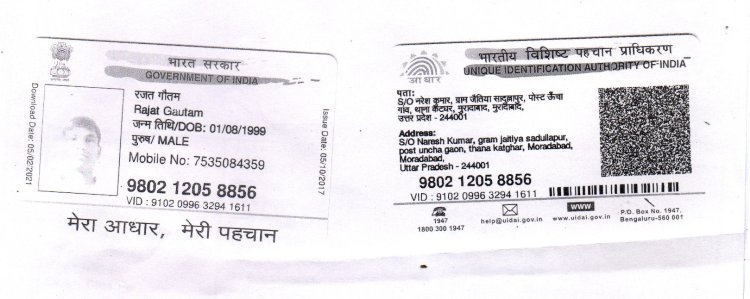 भारत सरकार
GOVERNMENT OF INDIA
रजत गौतम
Rajat Gautam
जन्म तिथि/DOB: 01/08/1999
पुरुष/ MALE
Mobile No: 7535084359
9802 1205 8856
VID : 9102 0996 3294 1611
Download Date: 05/02/2021
Issue Date: 05/10/2017
मेरा आधार, मेरी पहचान
भारतीय विशिष्ट पहचान प्राधिकरण
UNIQUE IDENTIFICATION AUTHORITY OF INDIA
आधार
पता:
S/O नरेश कुमार, ग्राम जैतिया सादुल्लापुर, पोस्ट ऊँचा
गांव, थाना कटघर, मुरादाबाद, मुरादाबाद,
उत्तर प्रदेश - 244001
Address:
S/O Naresh Kumar, gram jaitiya sadullapur,
post uncha gaon, thana katghar, Moradabad,
Moradabad,
Uttar Pradesh - 244001
9802 1205 8856
VID : 9102 0996 3294 1611
1947
1800 300 1947
help@uidai.gov.in
www
www.uidai.gov.in
P.O. Box No. 1947,
Bengaluru-560 001